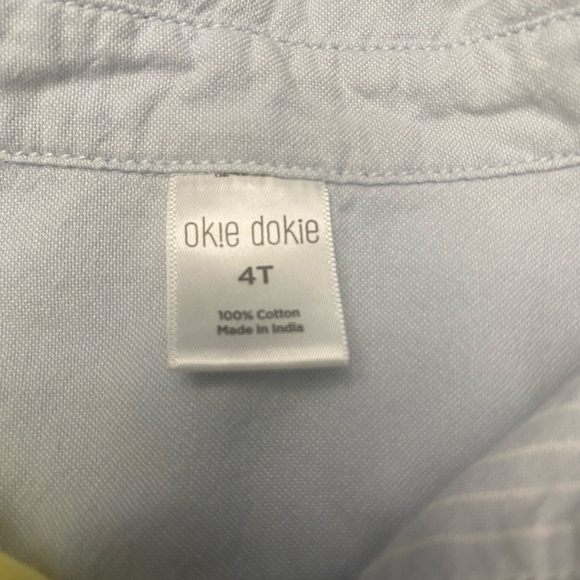 ok!e dokie
4T
100% Cotton
Made in India